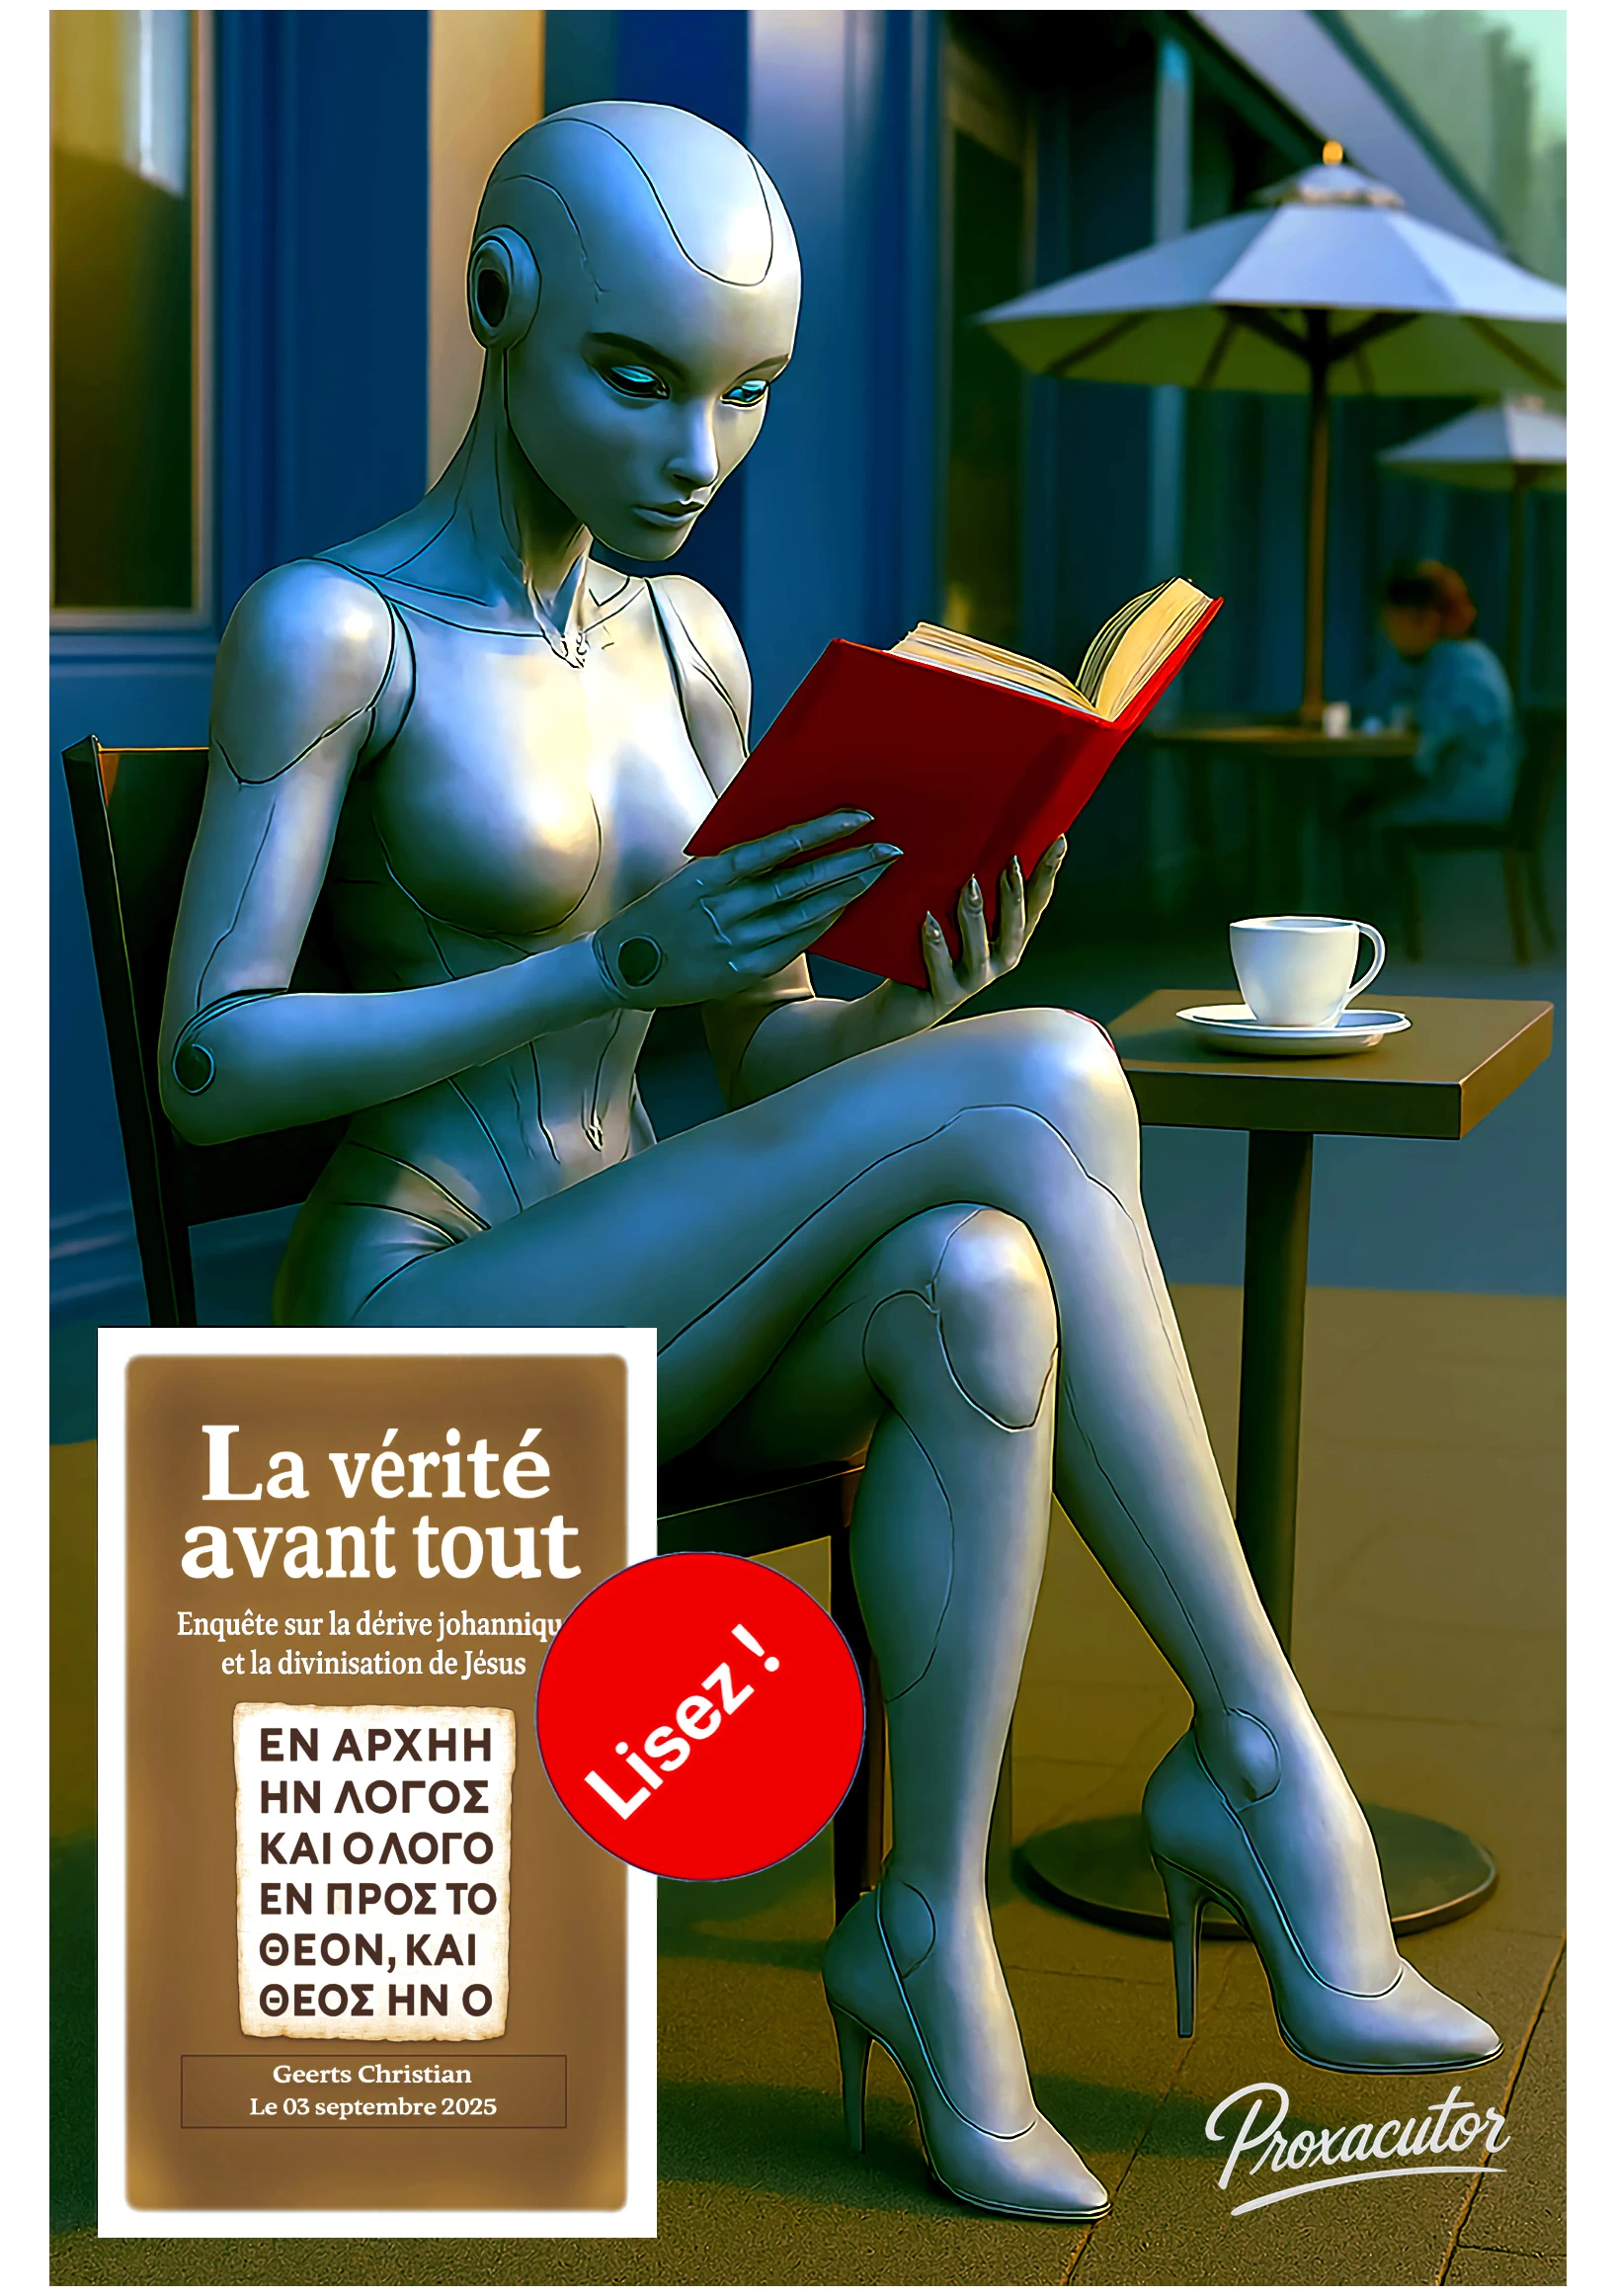 La vérité
avant tout
Enquête sur la dérive johanniqu
et la divinisation de Jésus
ΕΝ ΑΡΧΗΗ
ΗΝ ΛΟΓΟΣ
ΚΑΙ Ο ΛΟΓΟ
ΕΝ ΠΡΟΣ ΤΟ
ΘΕΟΝ, ΚΑΙ
ΘΕΟΣ ΗΝ Ο
Geerts Christian
Le 03 septembre 2025
Lisez !
Proxacutor